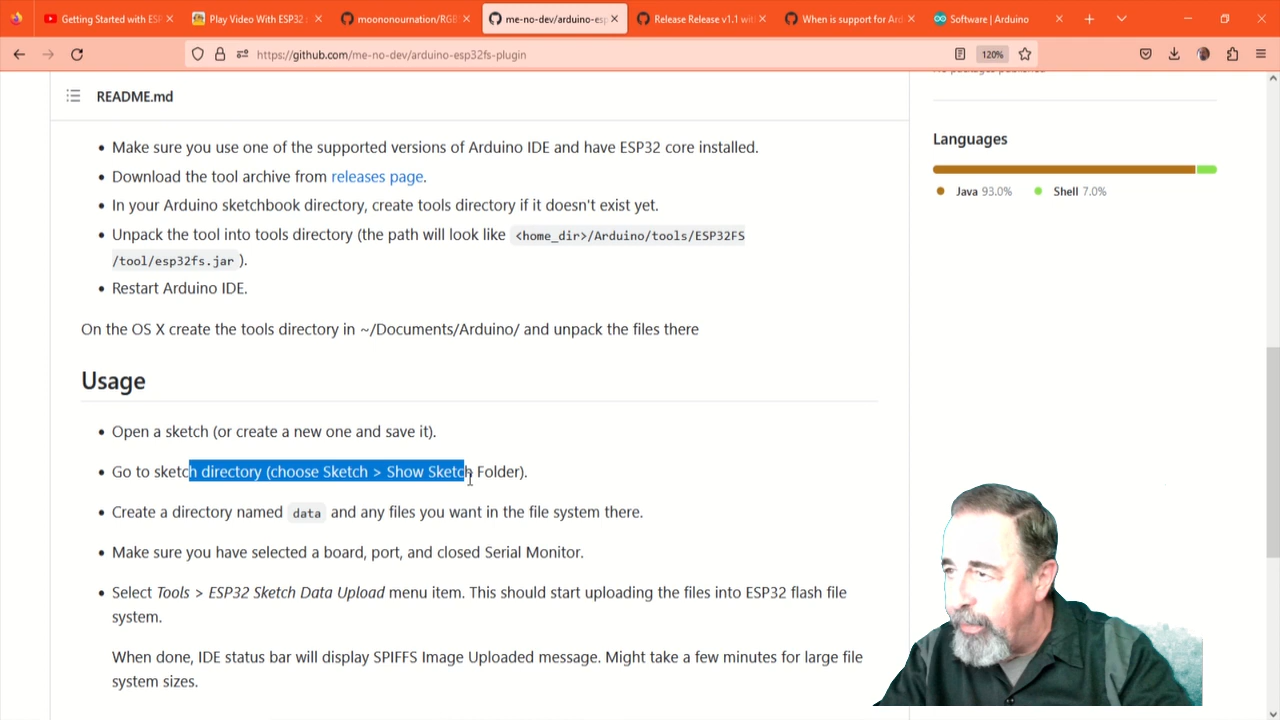 Getting Started with ESP
Play Video With ESP32
moononournation/RGB
me-no-dev/arduino-esp
Release Release v1.1 wit
When is support for Ard
Software | Arduino
https://github.com/me-no-dev/arduino-esp32fs-plugin
120%
README.md
Make sure you use one of the supported versions of Arduino IDE and have ESP32 core installed.
Download the tool archive from releases page.
In your Arduino sketchbook directory, create tools directory if it doesn't exist yet.
Unpack the tool into tools directory (the path will look like <home_dir>/Arduino/tools/ESP32FS
/tool/esp32fs.jar ).
Restart Arduino IDE.
On the OS X create the tools directory in ~/Documents/Arduino/ and unpack the files there
Usage
Open a sketch (or create a new one and save it).
Go to sketch directory (choose Sketch > Show Sketch Folder).
Create a directory named data and any files you want in the file system there.
Make sure you have selected a board, port, and closed Serial Monitor.
Select Tools > ESP32 Sketch Data Upload menu item. This should start uploading the files into ESP32 flash file
system.
When done, IDE status bar will display SPIFFS Image Uploaded message. Might take a few minutes for large file
system sizes.
No packages published
Languages
Java 93.0%
Shell 7.0%